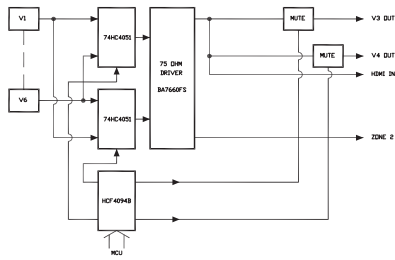 V1
74HC4051
MUTE
V3 OUT
MUTE
V4 OUT
75 OHM
DRIVER
BA7660FS
HDMI IN
V6
74HC4051
ZONE 2
HCF4094B
MCU